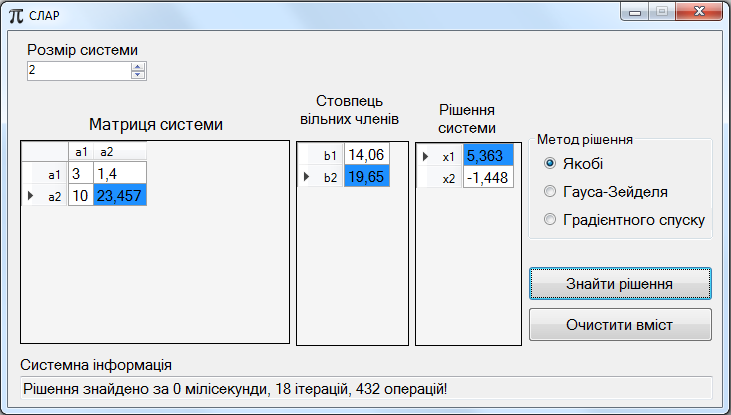 π СЛАР
Розмір системи
2
Матриця системи
Стовпець
вільних членів
Рішення
системи
a1 a2
a1 3 1,4
a2 10 23,457
b1 14,06
b2 19,65
x1 5,363
x2 -1,448
Метод рішення
Якобі
Гауса-Зейделя
Градієнтного спуску
Знайти рішення
Очистити вміст
Системна інформація
Рішення знайдено за 0 мілісекунди, 18 ітерацій, 432 операцій!